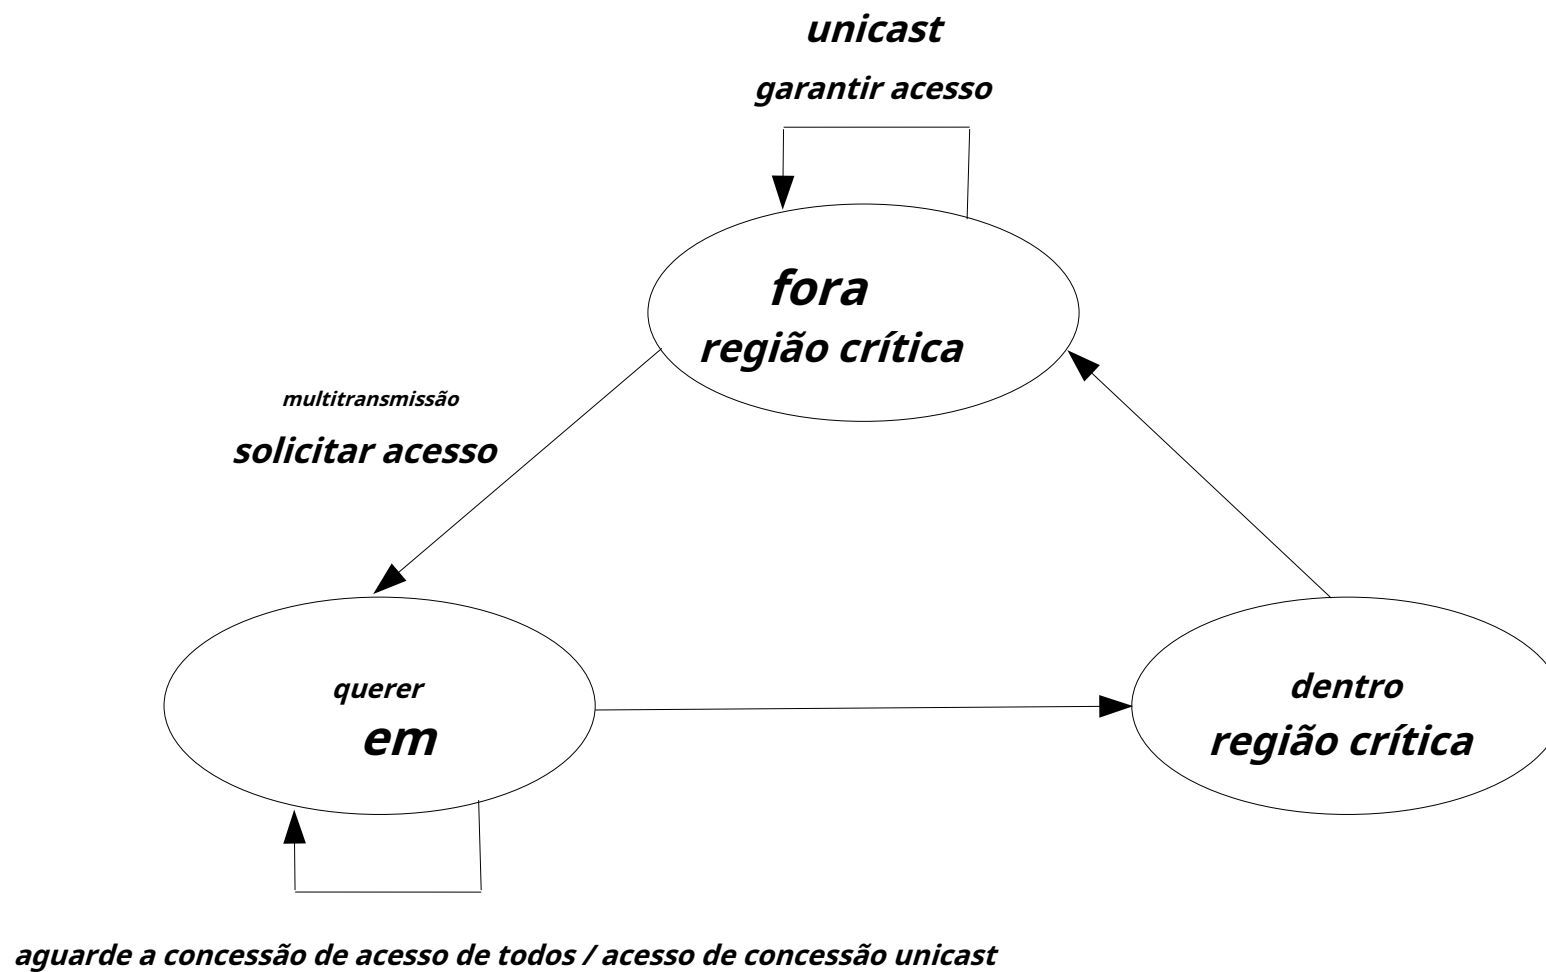 unicast
garantir acesso
fora
região crítica
multitransmissão
solicitar acesso
querer
em
dentro
região crítica
aguarde a concessão de acesso de todos / acesso de concessão unicast